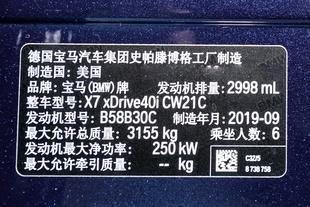 德国宝马汽车集团史帕滕博格工厂制造
制造国: 美国
品牌: 宝马(BMW)牌 发动机排量: 2998 mL
整车型号: X7 xDrive40i CW21C
发动机型号: B58B30C 制造年月: 2019-09
最大允许总质量: 3155 kg 乘坐人数: 6
发动机最大净功率: 250 kW
最大允许牵引质量: -- kg
C32/5
8 738 758